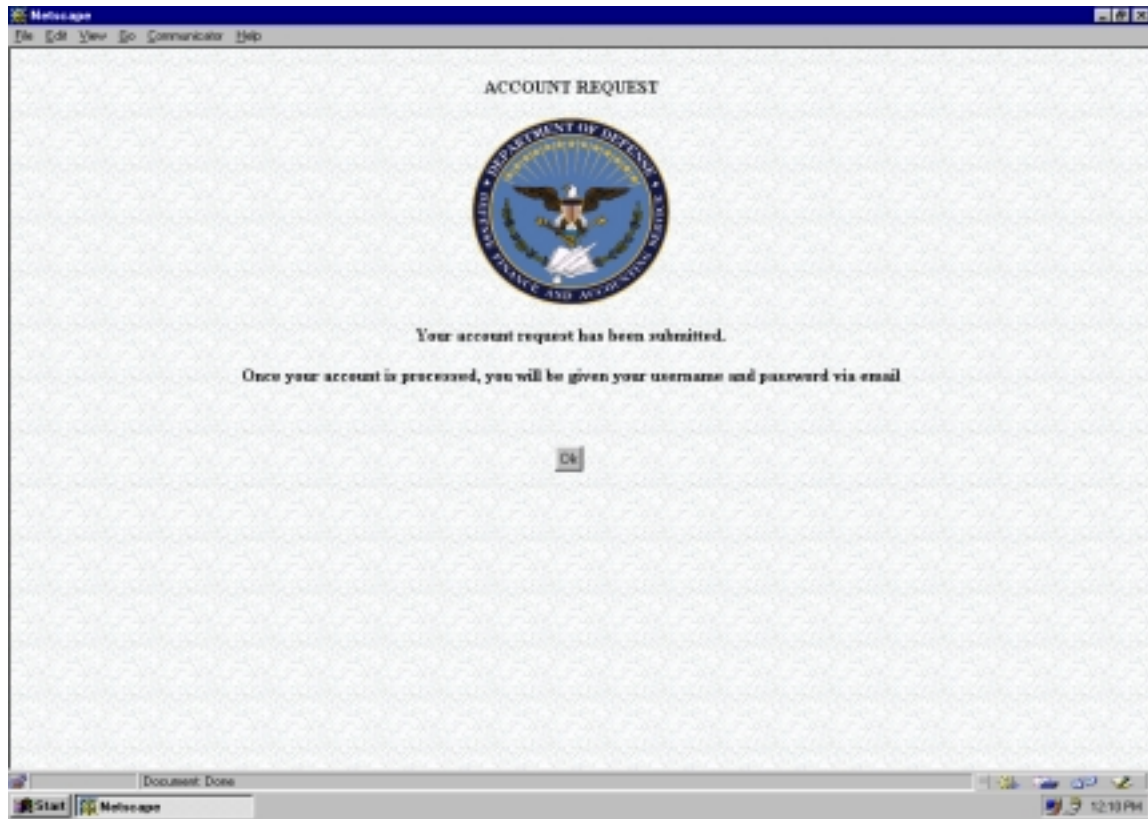 Netscape
File Edit View Go Communicator Help
ACCOUNT REQUEST
DEPARTMENT OF DEFENSE
DEFENSE FINANCE AND ACCOUNTING SERVICE
Your account request has been submitted.
Once your account is processed, you will be given your username and password via email
Ok
Document: Done
Start Netscape 12:10 PM